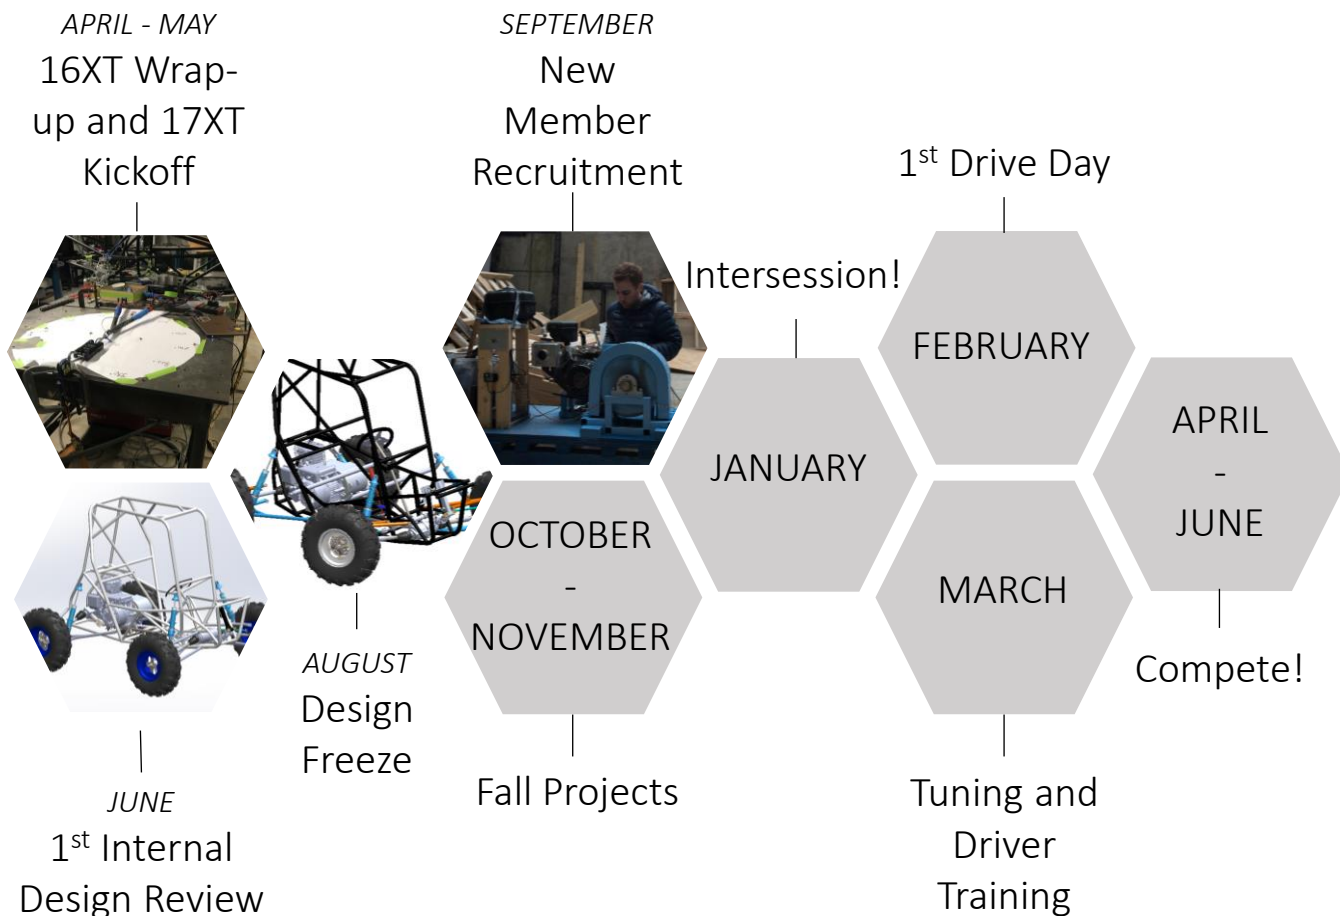 APRIL - MAY
16XT Wrap-
up and 17XT
Kickoff
JUNE
1st Internal
Design Review
AUGUST
Design
Freeze
SEPTEMBER
New
Member
Recruitment
OCTOBER
-
NOVEMBER
Fall Projects
Intersession!
JANUARY
1st Drive Day
FEBRUARY
MARCH
Tuning and
Driver
Training
APRIL
-
JUNE
Compete!